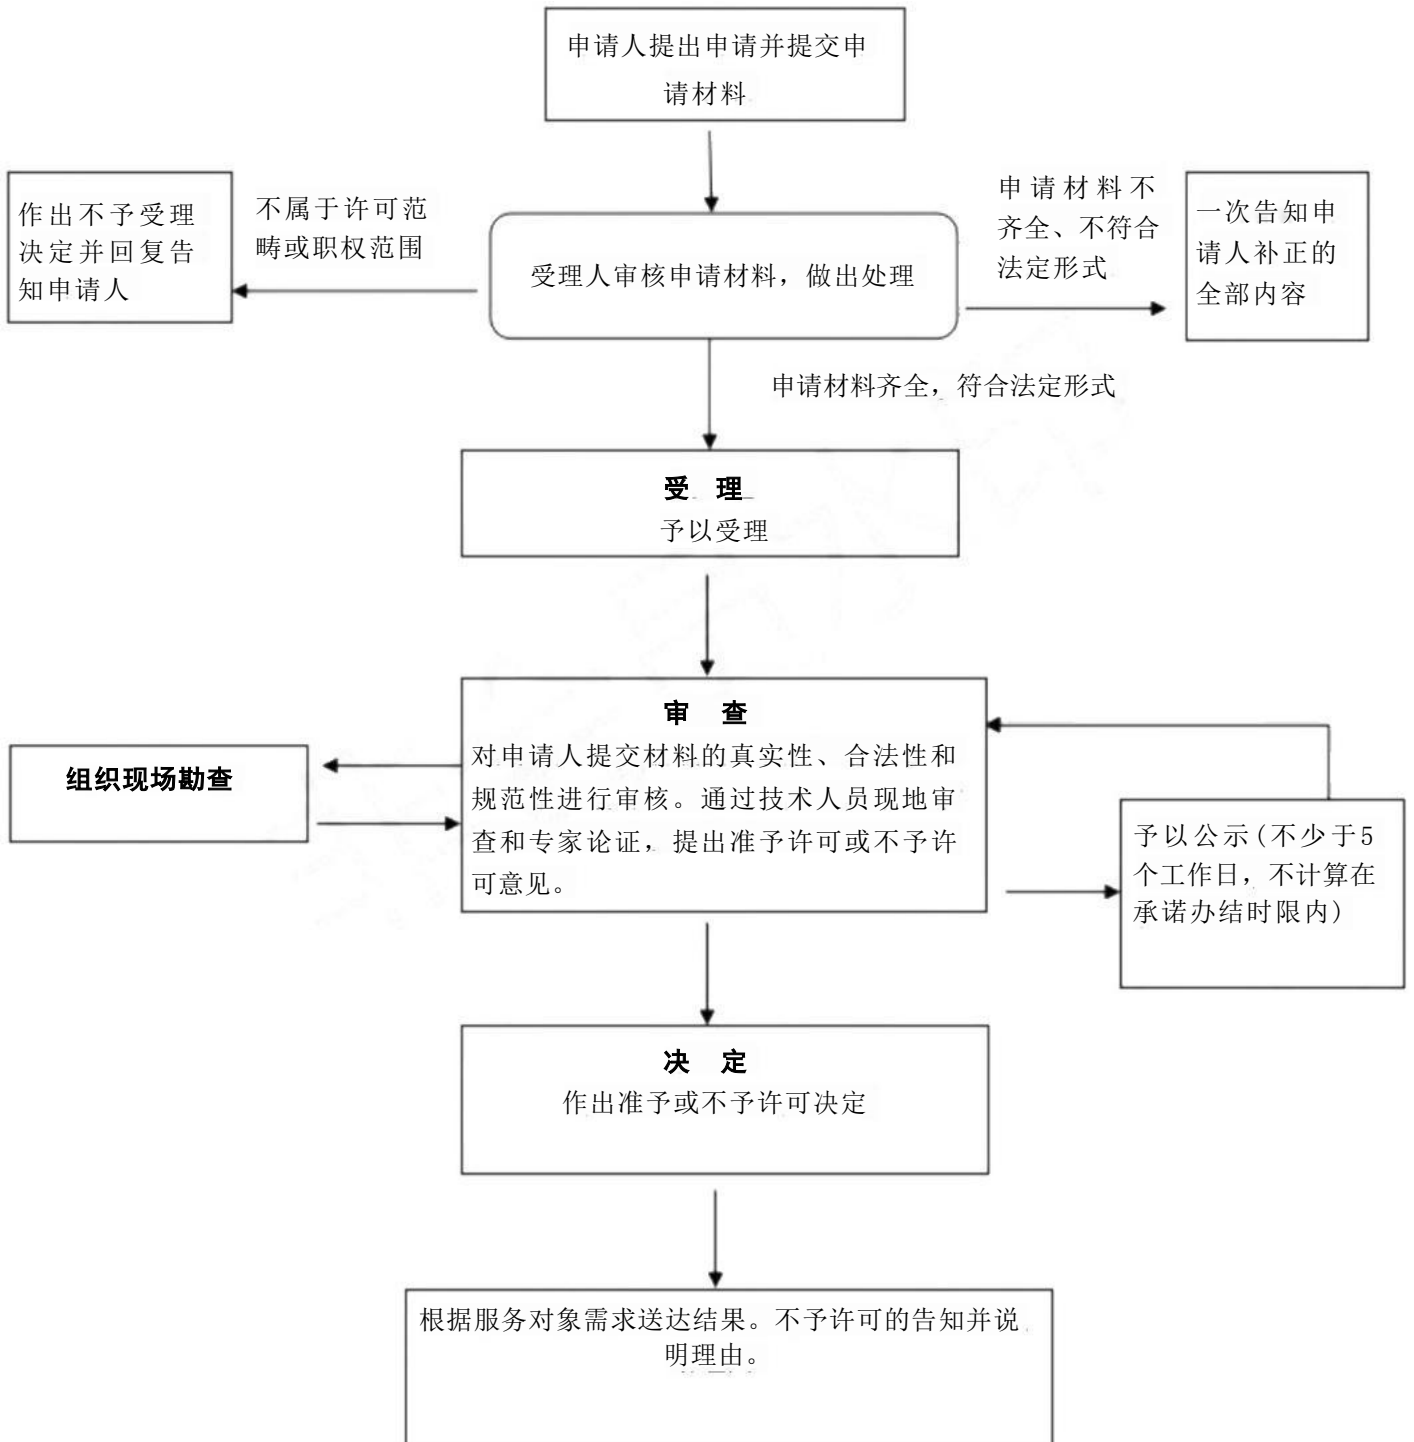 申请人提出申请并提交申
请材料
作出不予受理
决定并回复告
知申请人
不属于许可范
畴或职权范围
受理人审核申请材料，做出处理
申请材料不
齐全、不符合
法定形式
一次告知申
请人补正的
全部内容
申请材料齐全，符合法定形式
受 理
予以受理
审 查
对申请人提交材料的真实性、合法性和
规范性进行审核。通过技术人员现地审
查和专家论证，提出准予许可或不予许
可意见。
组织现场勘查
予以公示(不少于5
个工作日，不计算在
承诺办结时限内)
决 定
作出准予或不予许可决定
根据服务对象需求送达结果。不予许可的告知并说
明理由。